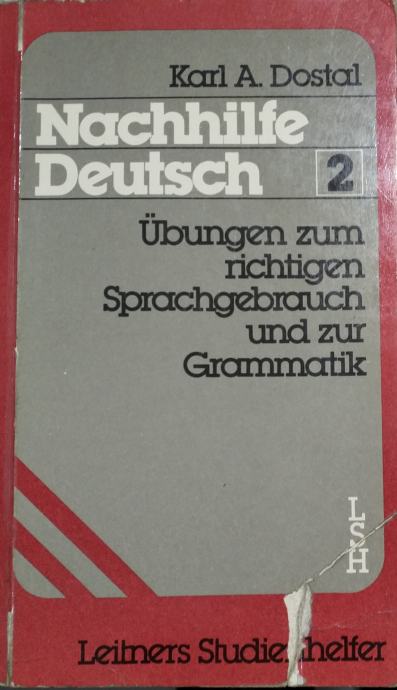 Karl A. Dostal
Nachhilfe
Deutsch 2
Übungen zum
richtigen
Sprachgebrauch
und zur
Grammatik
L
S
H
Leitners Studienhelfer